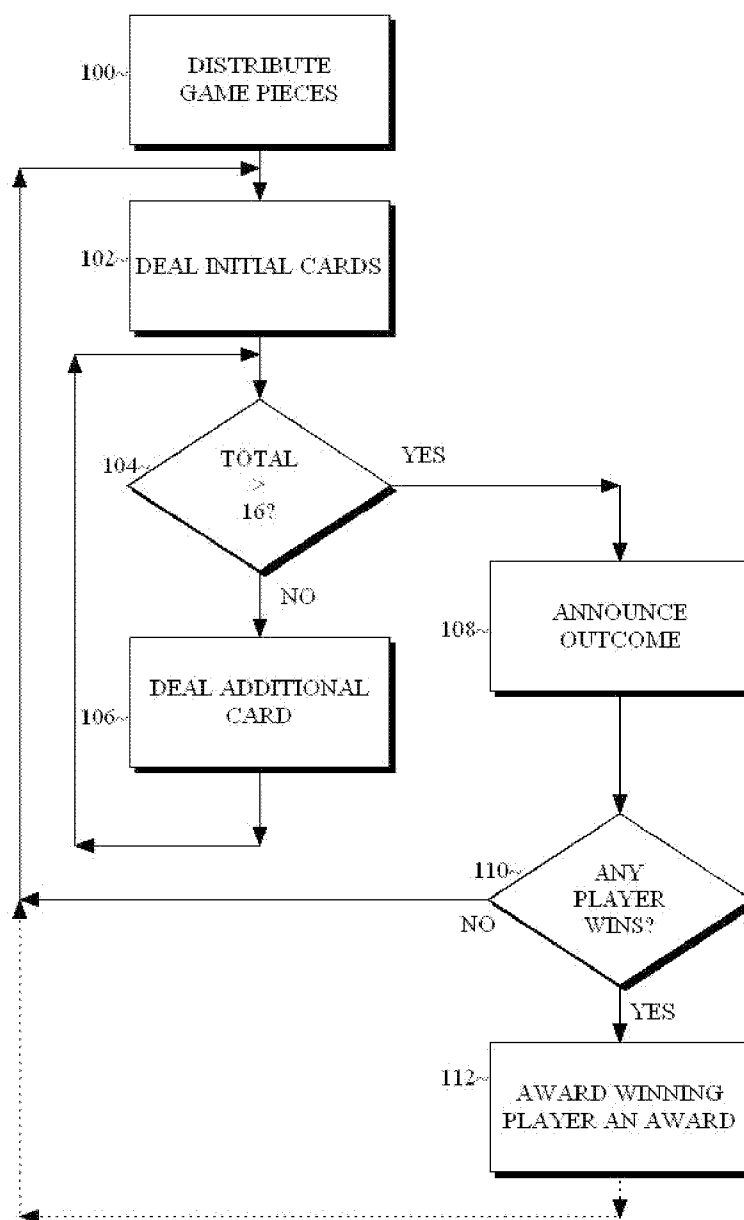 100~
DISTRIBUTE
GAME PIECES
102~
DEAL INITIAL CARDS
104~
TOTAL
>
16?
YES
NO
106~
DEAL ADDITIONAL
CARD
108~
ANNOUNCE
OUTCOME
110~
ANY
PLAYER
WINS?
NO
YES
112~
AWARD WINNING
PLAYER AN AWARD